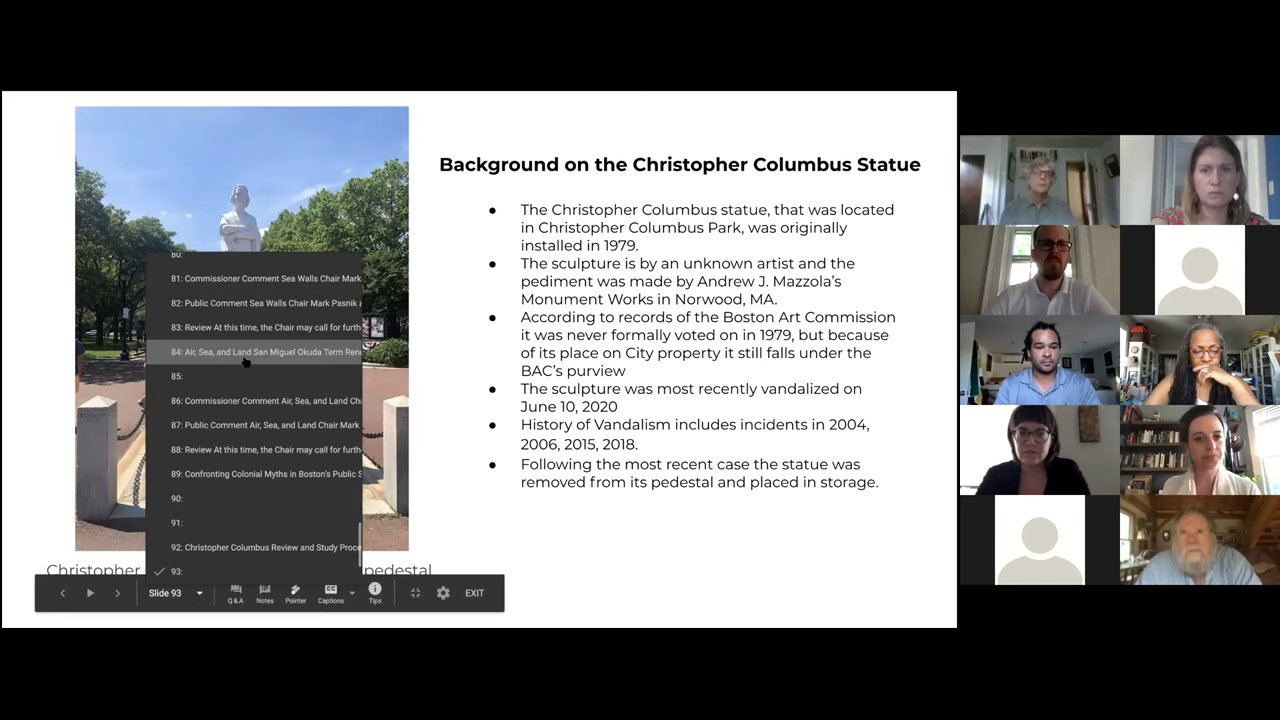 Background on the Christopher Columbus Statue
● The Christopher Columbus statue, that was located
in Christopher Columbus Park, was originally
installed in 1979.
● The sculpture is by an unknown artist and the
pediment was made by Andrew J. Mazzola's
Monument Works in Norwood, MA.
● According to records of the Boston Art Commission
it was never formally voted on in 1979, but because
of its place on City property it still falls under the
BAC's purview
● The sculpture was most recently vandalized on
June 10, 2020
● History of Vandalism includes incidents in 2004,
2006, 2015, 2018.
● Following the most recent case the statue was
removed from its pedestal and placed in storage.
80:
81: Commissioner Comment Sea Walls Chair Mark
82: Public Comment Sea Walls Chair Mark Pasnik a
83: Review At this time, the Chair may call for furth
84: Air, Sea, and Land San Miguel Okuda Term Ren
85:
86: Commissioner Comment Air, Sea, and Land Ch
87: Public Comment Air, Sea, and Land Chair Mark
88: Review At this time, the Chair may call for furth
89: Confronting Colonial Myths in Boston's Public S
90:
91:
92: Christopher Columbus Review and Study Proce
93:
Christopher pedestal
Slide 93 Q & A Notes Pointer Captions Tips EXIT